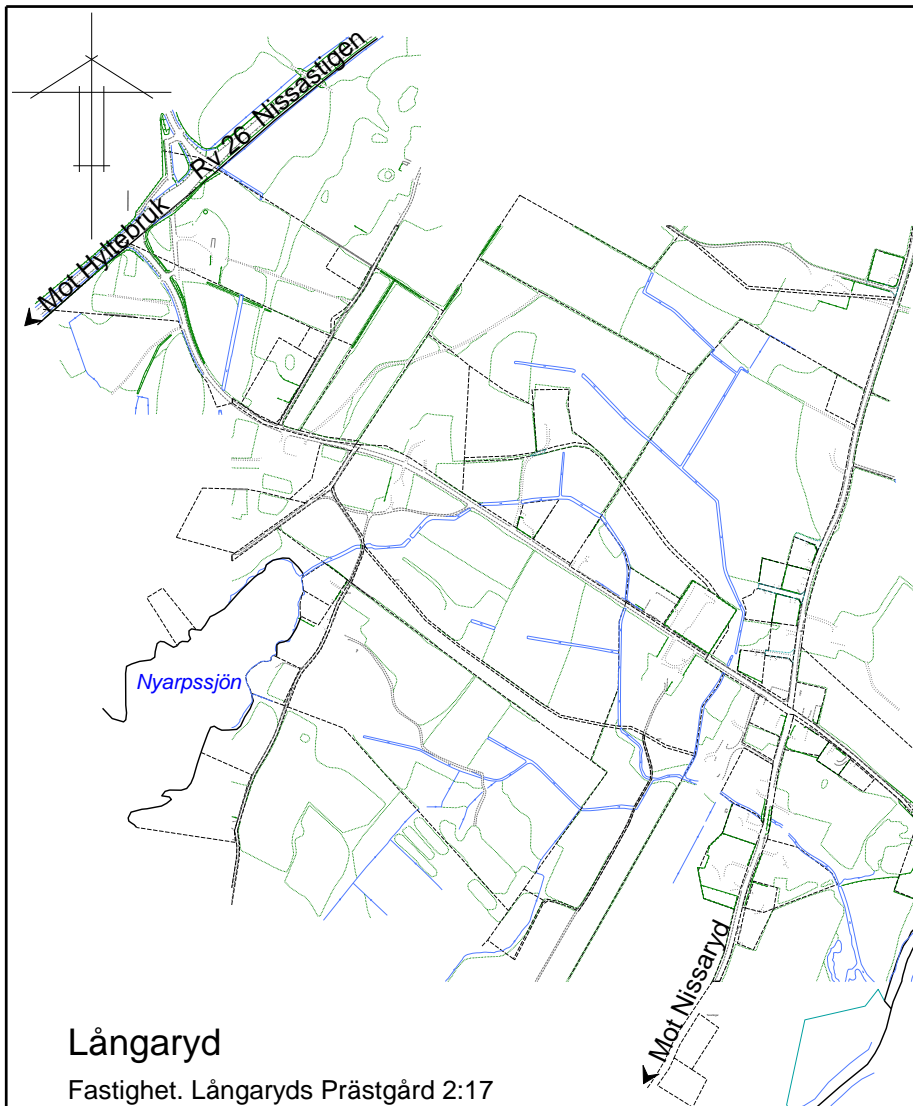 Mot Hyltebruk    Rv 26  Nissastigen
Nyarpssjön
Mot Nissaryd
Långaryd
Fastighet. Långaryds Prästgård 2:17